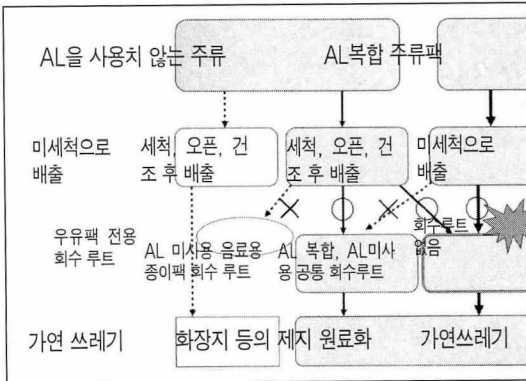 AL을 사용치 않는 주류
AL복합 주류팩
미세척으로
배출
세척, 오픈, 건
조 후 배출
세척, 오픈, 건
조 후 배출
미세척으로
배출
우유팩 전용
회수 루트
AL 미사용 음료용
종이팩 회수 루트
AL 복합, AL미사
용 공통 회수루트
회수루트
없음
가연 쓰레기
화장지 등의 제지 원료화
가연쓰레기